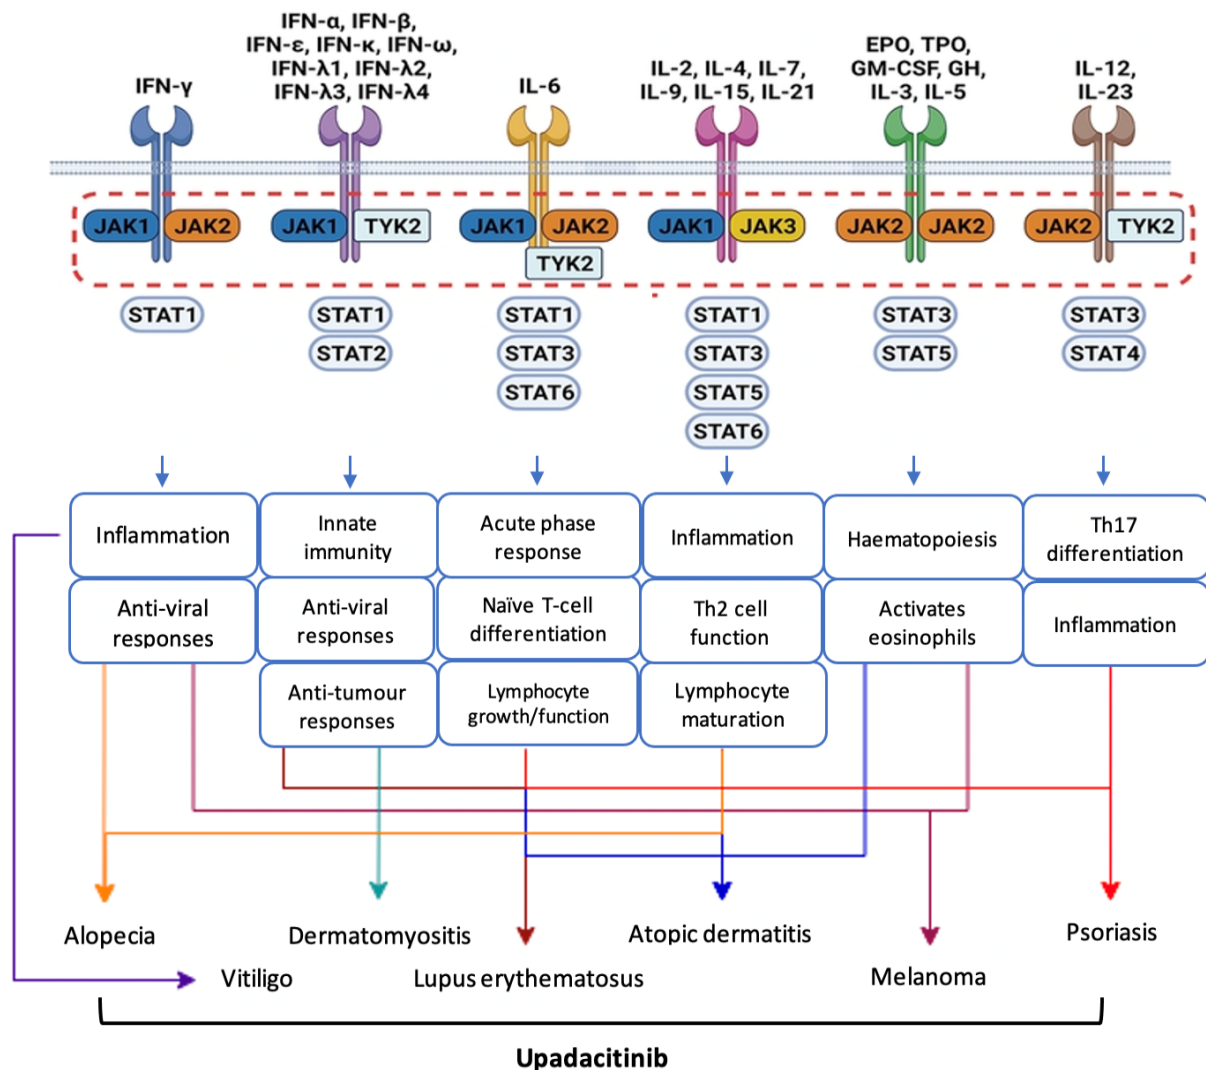 IFN-γ
IFN-α, IFN-β,
IFN-ε, IFN-κ, IFN-ω,
IFN-λ1, IFN-λ2,
IFN-λ3, IFN-λ4
IL-6
IL-2, IL-4, IL-7,
IL-9, IL-15, IL-21
EPO, TPO,
GM-CSF, GH,
IL-3, IL-5
IL-12,
IL-23
JAK1 JAK2
JAK1 TYK2
JAK1 JAK2
TYK2
JAK1 JAK3
JAK2 JAK2
JAK2 TYK2
STAT1
STAT1
STAT2
STAT1
STAT3
STAT6
STAT1
STAT3
STAT5
STAT6
STAT3
STAT5
STAT3
STAT4
Inflammation
Anti-viral
responses
Innate
immunity
Anti-viral
responses
Anti-tumour
responses
Acute phase
response
Naïve T-cell
differentiation
Lymphocyte
growth/function
Inflammation
Th2 cell
function
Lymphocyte
maturation
Haematopoiesis
Activates
eosinophils
Th17
differentiation
Inflammation
Alopecia
Dermatomyositis
Atopic dermatitis
Psoriasis
Vitiligo
Lupus erythematosus
Melanoma
Upadacitinib